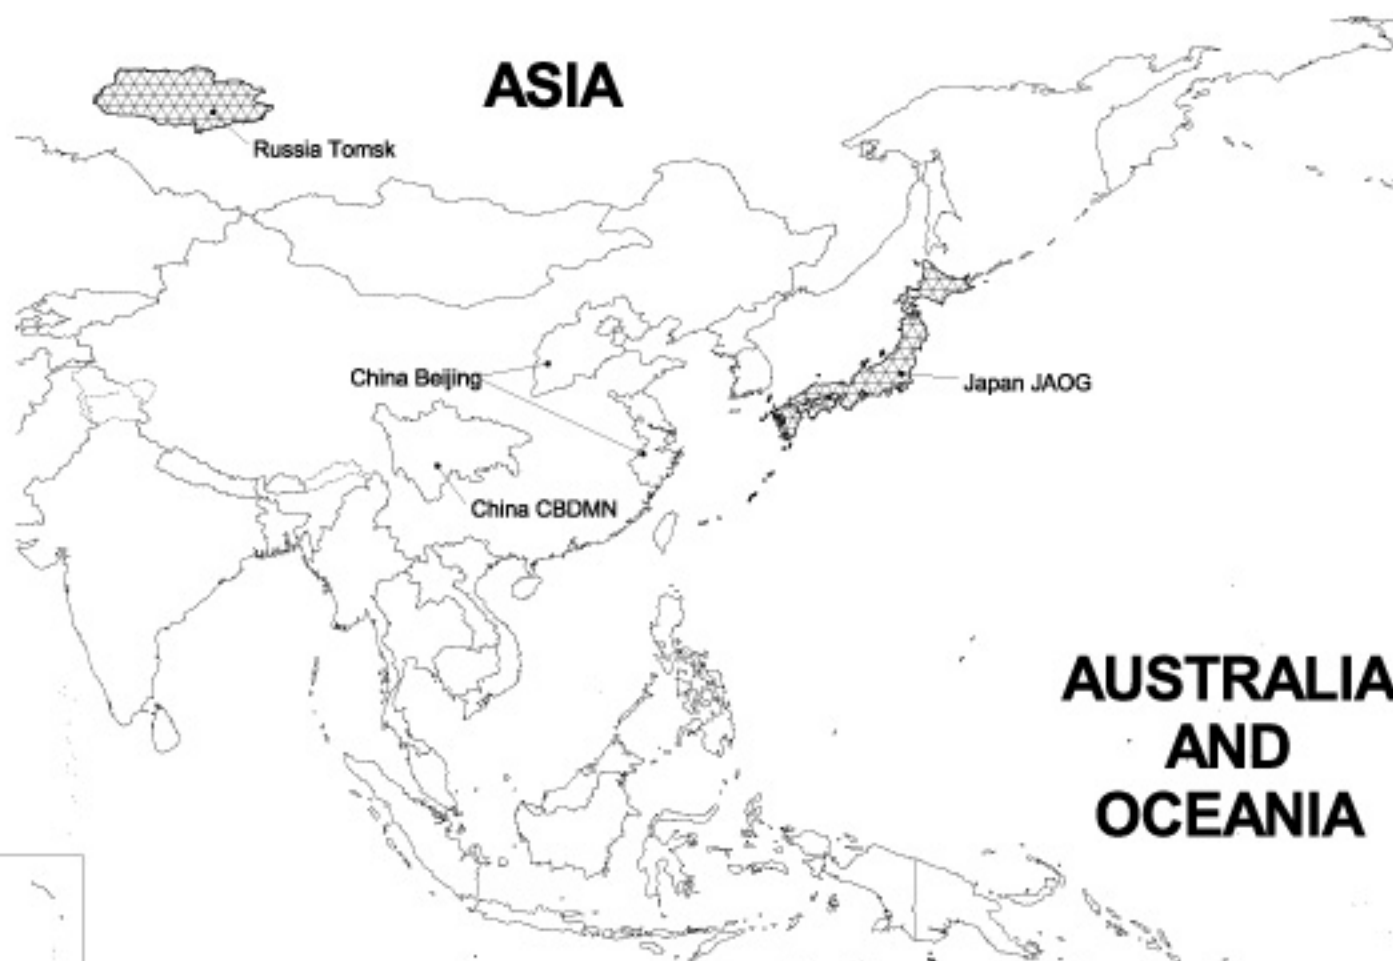 ASIA
Russia Tomsk
China Beijing
Japan JAOG
China CBDMN
AUSTRALIA
AND
OCEANIA